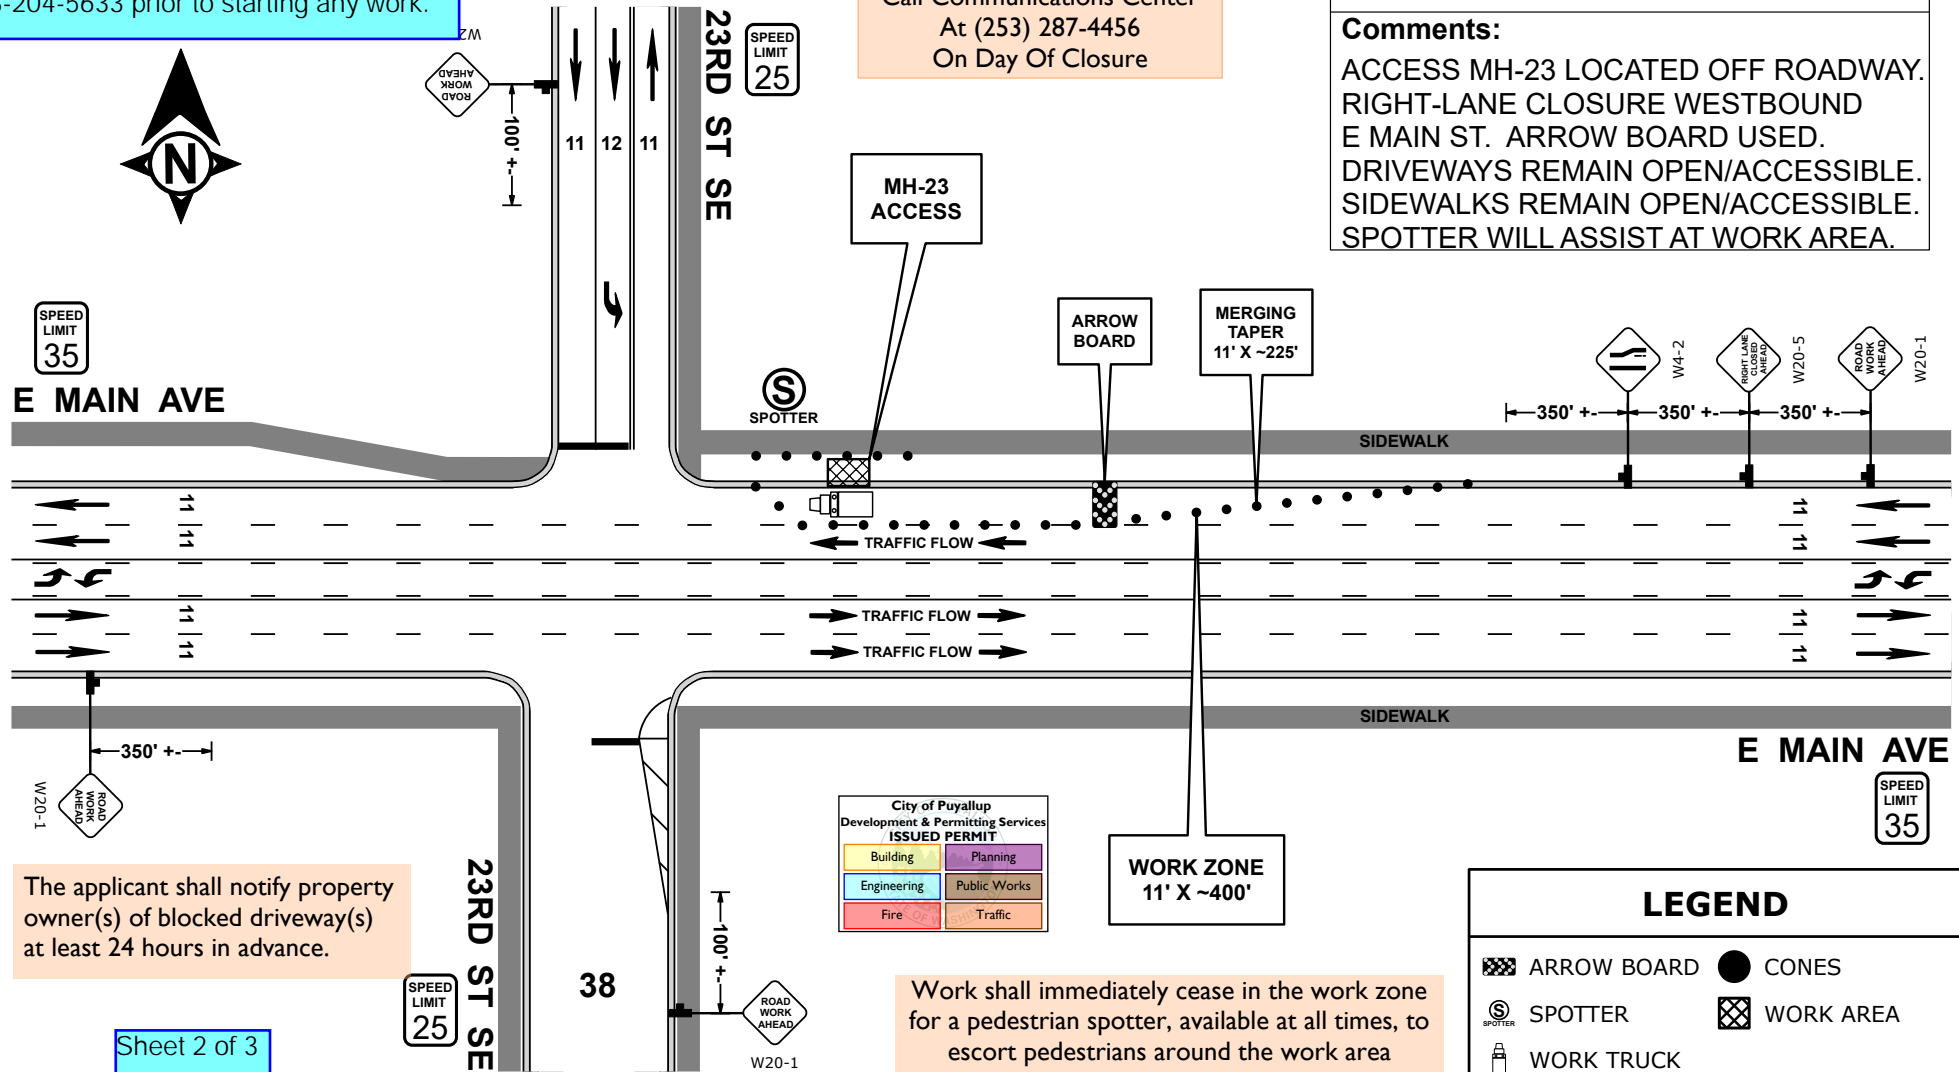 -204-5633 prior to starting any work.
Call Communications Center
At (253) 287-4456
On Day Of Closure
Comments:
ACCESS MH-23 LOCATED OFF ROADWAY.
RIGHT-LANE CLOSURE WESTBOUND
E MAIN ST. ARROW BOARD USED.
DRIVEWAYS REMAIN OPEN/ACCESSIBLE.
SIDEWALKS REMAIN OPEN/ACCESSIBLE.
SPOTTER WILL ASSIST AT WORK AREA.
ROAD
WORK
AHEAD
100' +-
11
12
11
23RD ST SE
SPEED
LIMIT
25
N
MH-23
ACCESS
SPEED
LIMIT
35
E MAIN AVE
S
SPOTTER
ARROW
BOARD
MERGING
TAPER
11' X ~225'
W4-2
RIGHT LANE
CLOSED
AHEAD
W20-5
ROAD
WORK
AHEAD
W20-1
350' +-
350' +-
350' +-
SIDEWALK
11
11
11
11
TRAFFIC FLOW
TRAFFIC FLOW
TRAFFIC FLOW
11
11
11
11
SIDEWALK
E MAIN AVE
SPEED
LIMIT
35
350' +-
W20-1
ROAD
WORK
AHEAD
The applicant shall notify property
owner(s) of blocked driveway(s)
at least 24 hours in advance.
23RD ST SE
SPEED
LIMIT
25
38
100' +-
ROAD
WORK
AHEAD
W20-1
Sheet 2 of 3
City of Puyallup
Development & Permitting Services
ISSUED PERMIT
Building
Planning
Engineering
Public Works
Fire
Traffic
WORK ZONE
11' X ~400'
Work shall immediately cease in the work zone
for a pedestrian spotter, available at all times, to
escort pedestrians around the work area
LEGEND
ARROW BOARD
CONES
S
SPOTTER
SPOTTER
WORK AREA
WORK TRUCK